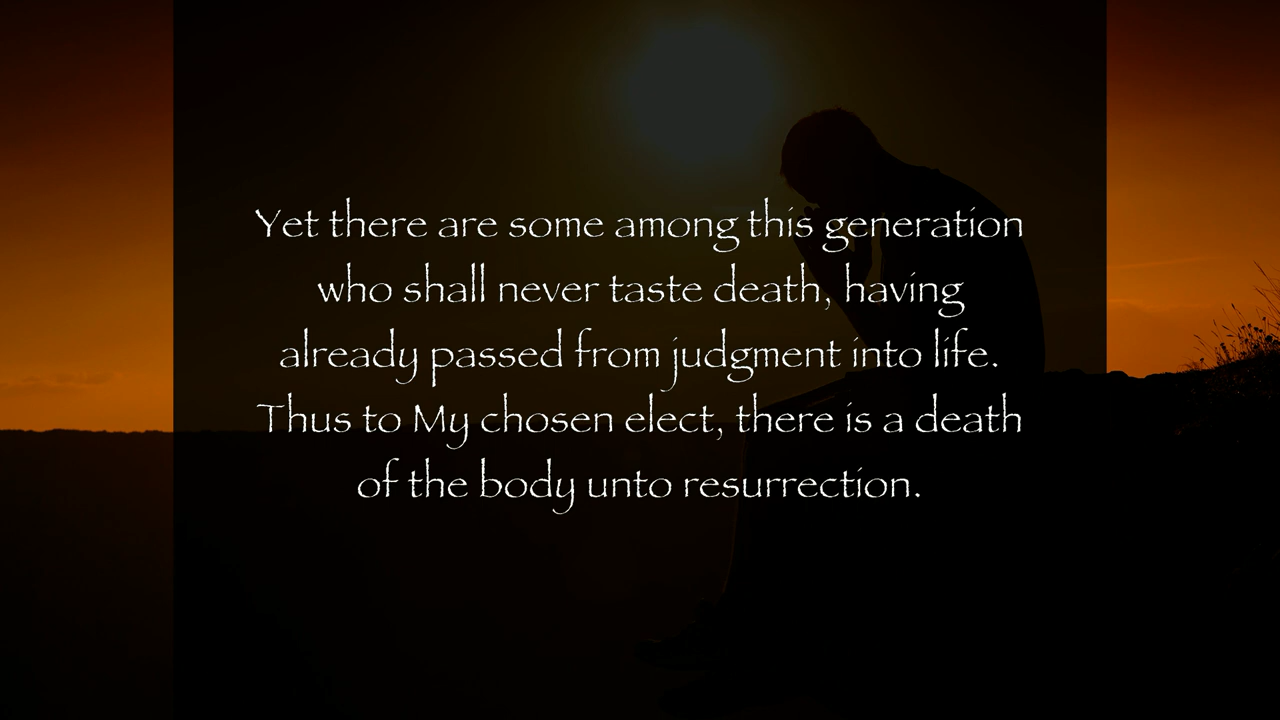 Yet there are some among this generation
who shall never taste death, having
already passed from judgment into life.
Thus to My chosen elect, there is a death
of the body unto resurrection.